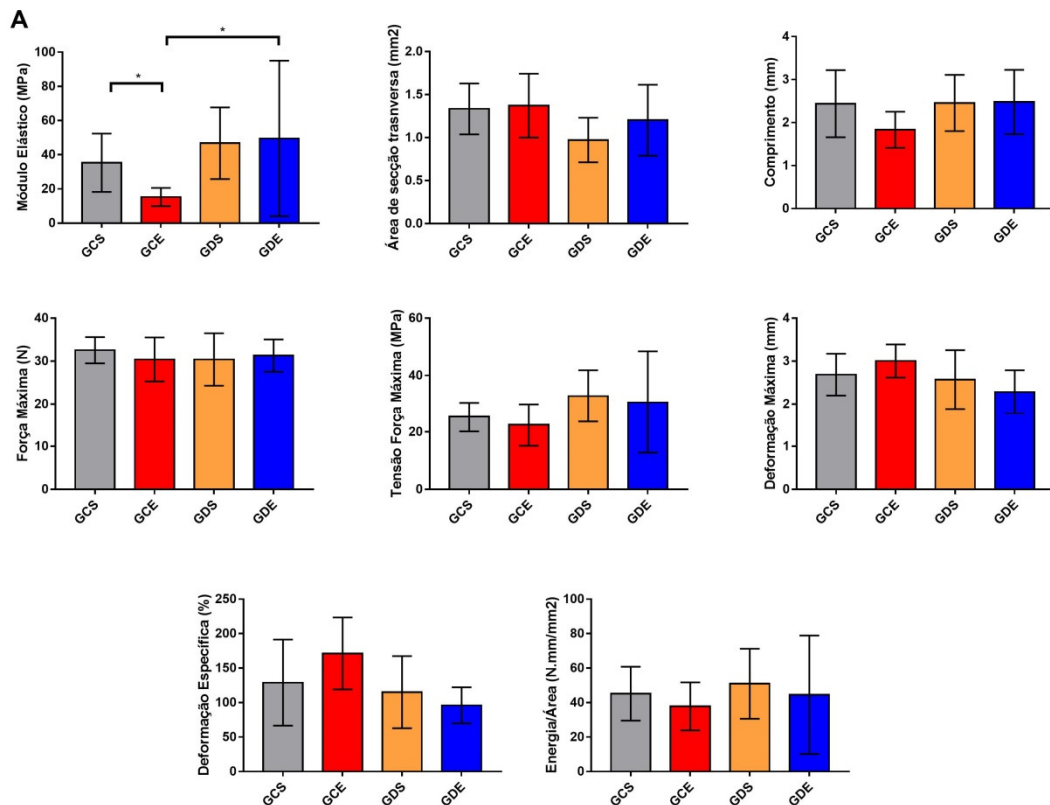 A
Módulo Elástico (MPa)
100
80
60
40
20
0
*
*
GCS GCE GDS GDE
Área de secção trasnversa (mm2)
2.0
1.5
1.0
0.5
0.0
GCS GCE GDS GDE
Comprimento (mm)
4
3
2
1
0
GCS GCE GDS GDE
Força Máxima (N)
40
30
20
10
0
GCS GCE GDS GDE
Tensão Força Máxima (MPa)
60
40
20
0
GCS GCE GDS GDE
Deformação Máxima (mm)
4
3
2
1
0
GCS GCE GDS GDE
Deformação Específica (%)
250
200
150
100
50
0
GCS GCE GDS GDE
Energia/Área (N.mm/mm2)
100
80
60
40
20
0
GCS GCE GDS GDE